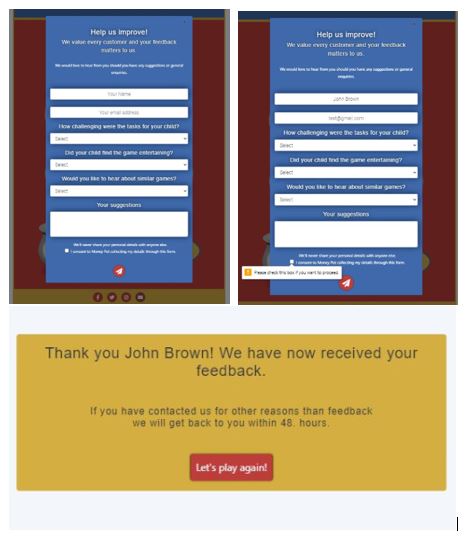 Help us improve!
We value every customer and your feedback
matters to us.
We would love to hear from you should you have any suggestions or general
enquiries.
Your Name
Your email address
How challenging were the tasks for your child?
Select
Did your child find the game entertaining?
Select
Would you like to hear about similar games?
Select
Your suggestions
We'll never share your personal details with anyone else.
I consent to Money Pot collecting my details through this form.
Help us improve!
We value every customer and your feedback
matters to us.
We would love to hear from you should you have any suggestions or general
enquiries.
John Brown
test@gmail.com
How challenging were the tasks for your child?
Select
Did your child find the game entertaining?
Select
Would you like to hear about similar games?
Select
Your suggestions
We'll never share your personal details with anyone else.
I consent to Money Pot collecting my details through this form.
Please check this box if you want to proceed.
Thank you John Brown! We have now received your
feedback.
If you have contacted us for other reasons than feedback
we will get back to you within 48. hours.
Let's play again!